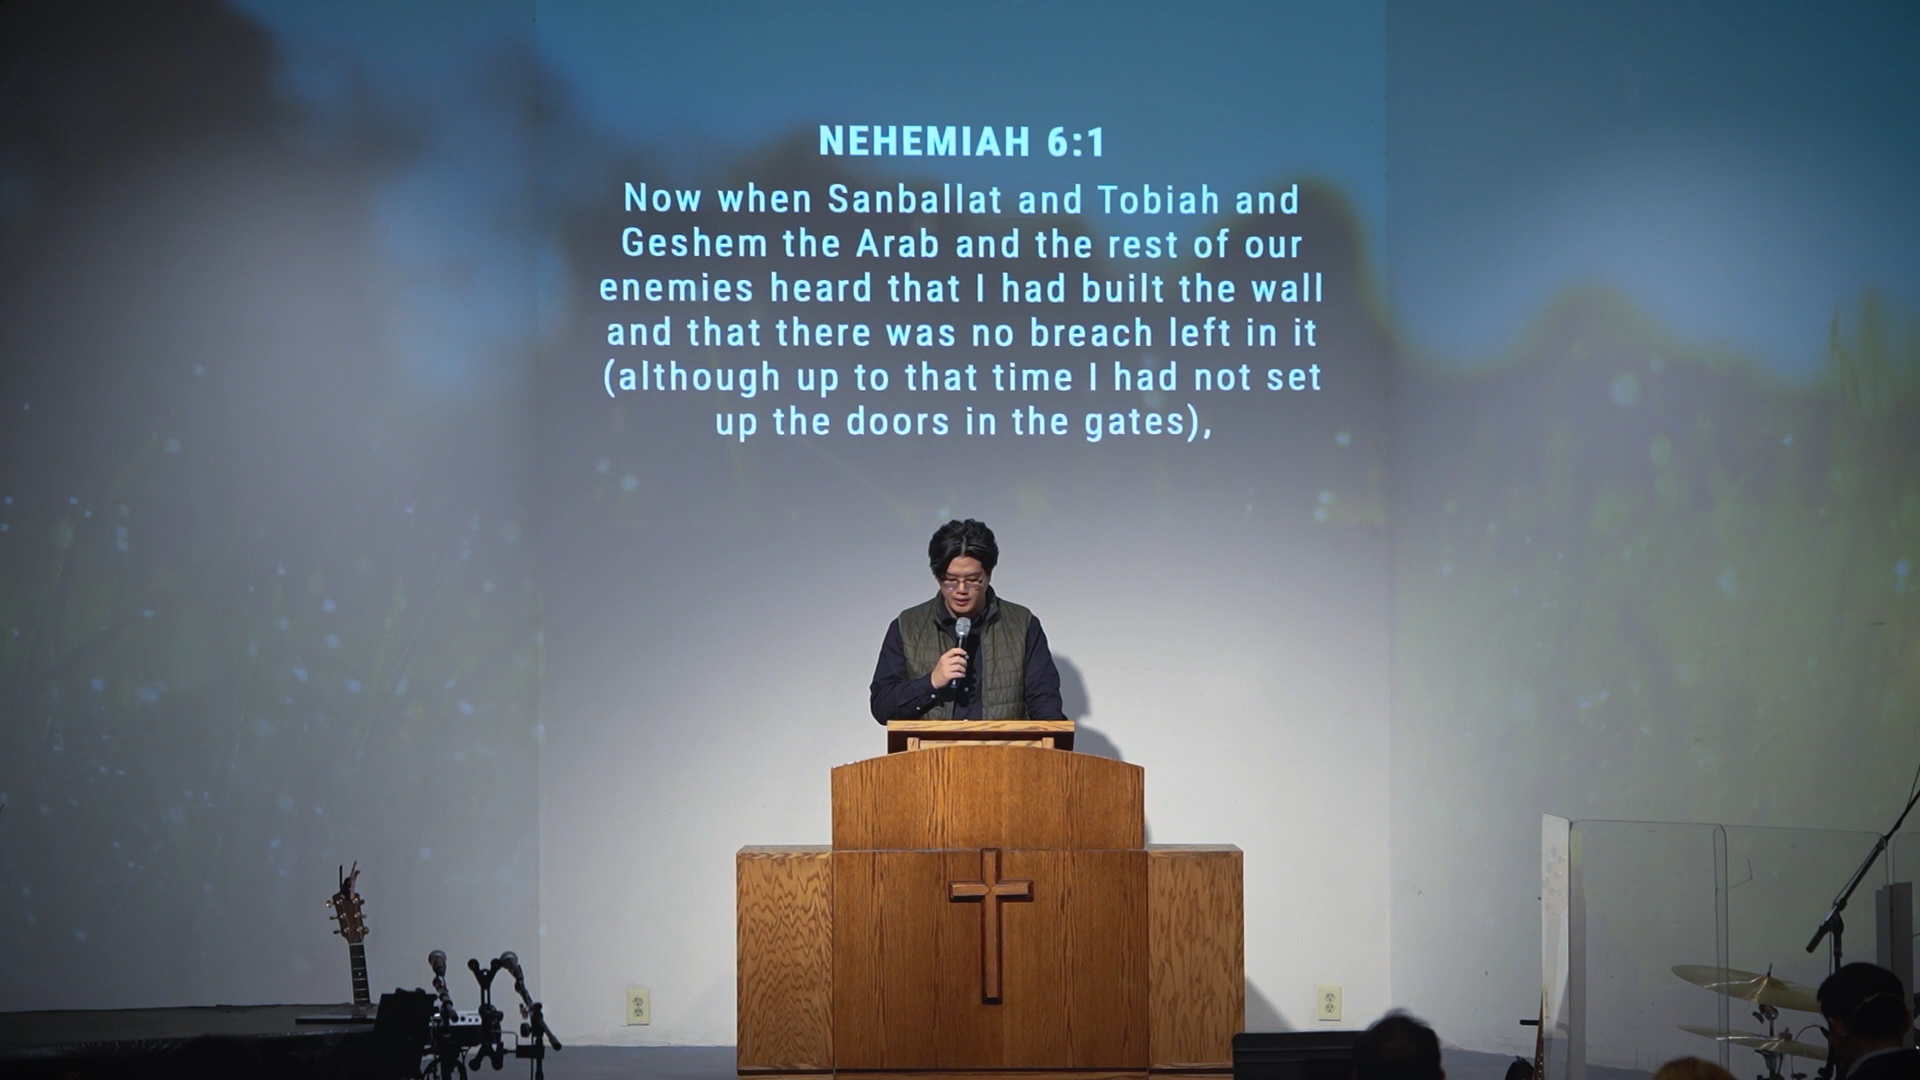 NEHEMIAH 6:1
Now when Sanballat and Tobiah and
Geshem the Arab and the rest of our
enemies heard that I had built the wall
and that there was no breach left in it
(although up to that time I had not set
up the doors in the gates),